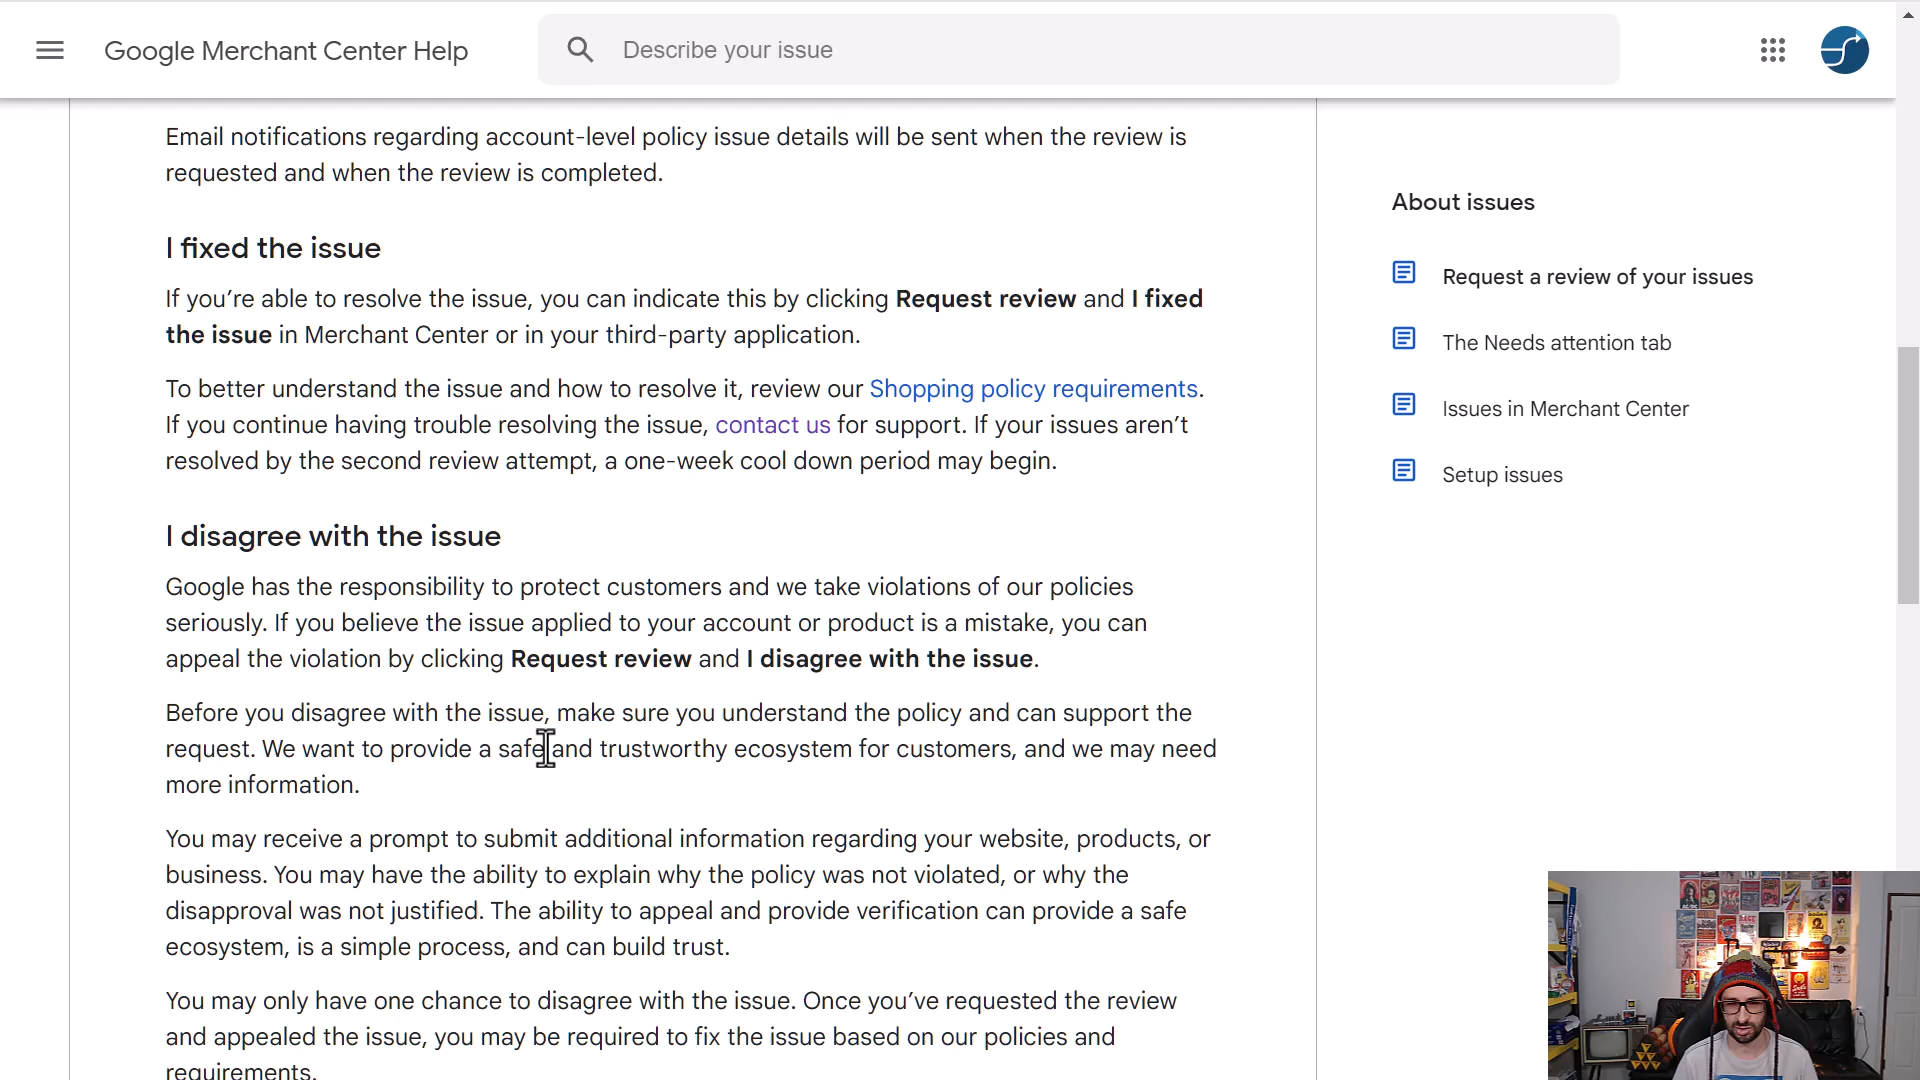 Google Merchant Center Help
Describe your issue
Email notifications regarding account-level policy issue details will be sent when the review is
requested and when the review is completed.
I fixed the issue
If you’re able to resolve the issue, you can indicate this by clicking Request review and I fixed
the issue in Merchant Center or in your third-party application.
To better understand the issue and how to resolve it, review our Shopping policy requirements.
If you continue having trouble resolving the issue, contact us for support. If your issues aren’t
resolved by the second review attempt, a one-week cool down period may begin.
I disagree with the issue
Google has the responsibility to protect customers and we take violations of our policies
seriously. If you believe the issue applied to your account or product is a mistake, you can
appeal the violation by clicking Request review and I disagree with the issue.
Before you disagree with the issue, make sure you understand the policy and can support the
request. We want to provide a safe and trustworthy ecosystem for customers, and we may need
more information.
You may receive a prompt to submit additional information regarding your website, products, or
business. You may have the ability to explain why the policy was not violated, or why the
disapproval was not justified. The ability to appeal and provide verification can provide a safe
ecosystem, is a simple process, and can build trust.
You may only have one chance to disagree with the issue. Once you’ve requested the review
and appealed the issue, you may be required to fix the issue based on our policies and
requirements.
About issues
Request a review of your issues
The Needs attention tab
Issues in Merchant Center
Setup issues